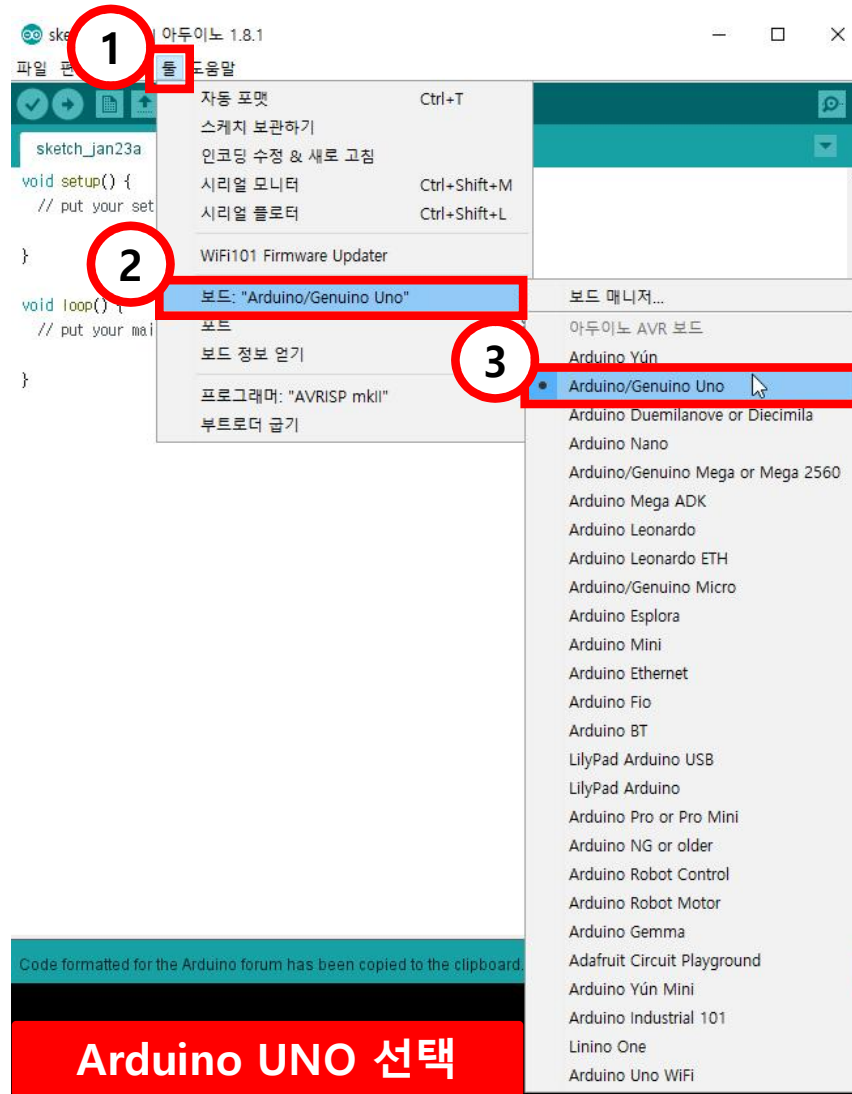 ske
아두이노 1.8.1
1
파일 편
툴 도움말
자동 포맷 Ctrl+T
스케치 보관하기
인코딩 수정 & 새로 고침
시리얼 모니터 Ctrl+Shift+M
시리얼 플로터 Ctrl+Shift+L
WiFi101 Firmware Updater
보드: "Arduino/Genuino Uno"
포트
보드 정보 얻기
프로그래머: "AVRISP mkII"
부트로더 굽기
sketch_jan23a
void setup() {
// put your set
}
2
void loop() {
// put your mai
}
3
보드 매니저...
아두이노 AVR 보드
Arduino Yún
Arduino/Genuino Uno
Arduino Duemilanove or Diecimila
Arduino Nano
Arduino/Genuino Mega or Mega 2560
Arduino Mega ADK
Arduino Leonardo
Arduino Leonardo ETH
Arduino/Genuino Micro
Arduino Esplora
Arduino Mini
Arduino Ethernet
Arduino Fio
Arduino BT
LilyPad Arduino USB
LilyPad Arduino
Arduino Pro or Pro Mini
Arduino NG or older
Arduino Robot Control
Arduino Robot Motor
Arduino Gemma
Adafruit Circuit Playground
Arduino Yún Mini
Arduino Industrial 101
Linino One
Arduino Uno WiFi
Code formatted for the Arduino forum has been copied to the clipboard.
Arduino UNO 선택